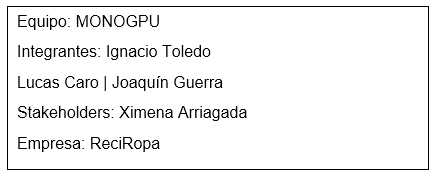 Equipo: MONOGPU
Integrantes: Ignacio Toledo
Lucas Caro | Joaquín Guerra
Stakeholders: Ximena Arriagada
Empresa: ReciRopa